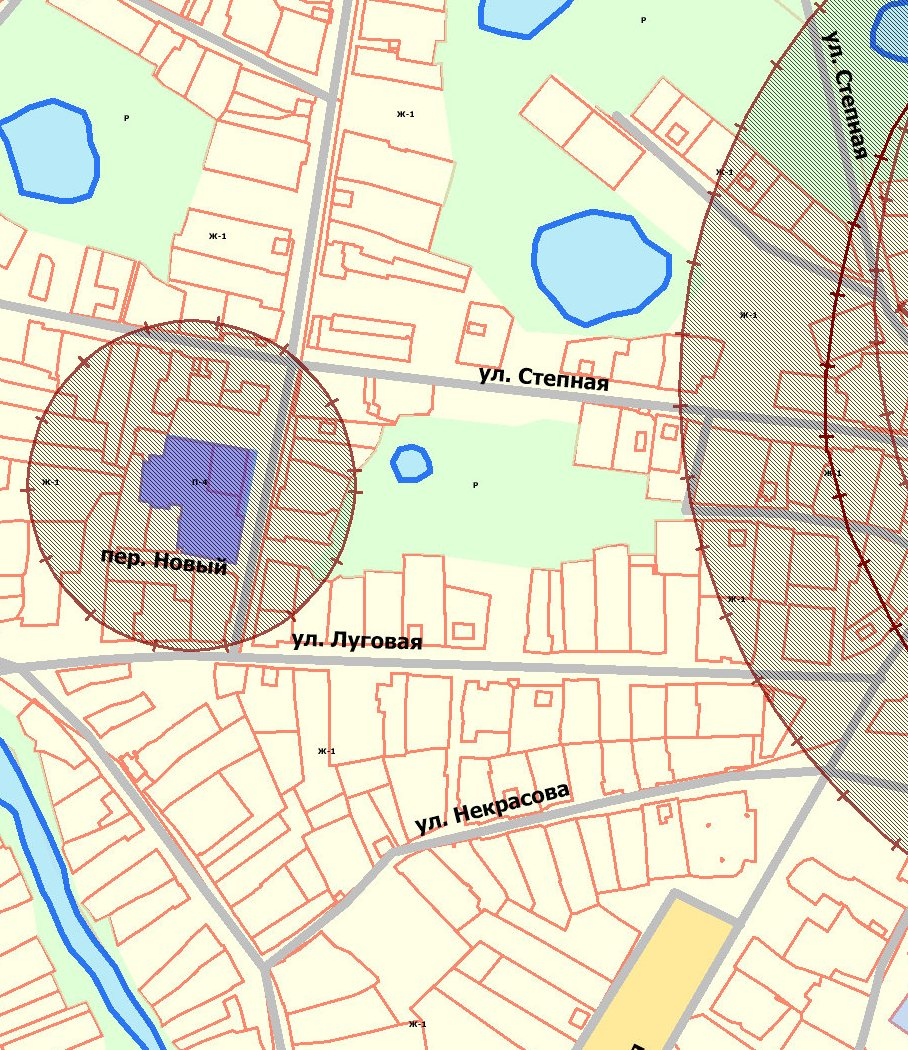 Р
ул. Степная
Ж-1
Р
Ж-1
Ж-1
Ж-1
ул. Степная
Ж-1
Ж-1
П-4
Р
пер. Новый
Ж-1
ул. Луговая
Ж-1
ул. Некрасова
Ж-1